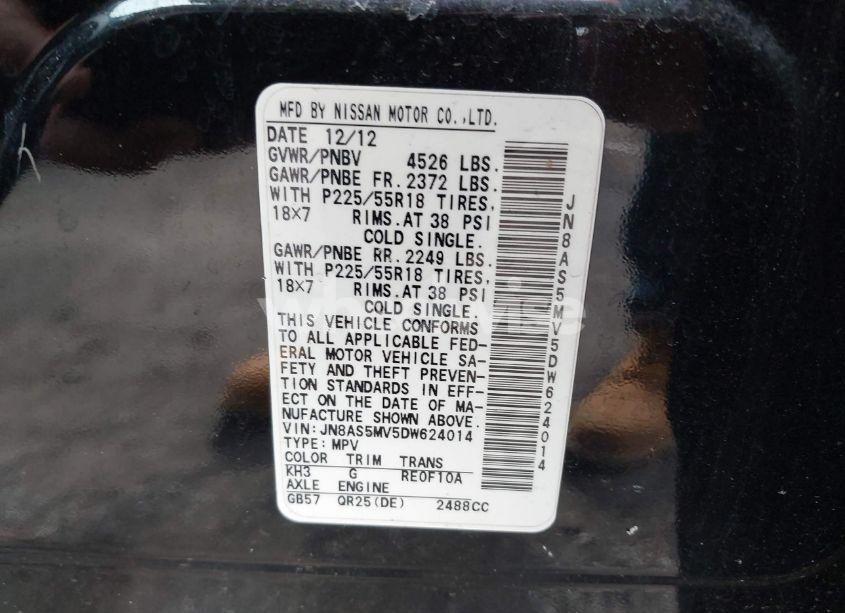 MFD BY NISSAN MOTOR CO.,LTD.
DATE 12/12
GVWR/PNBV 4526 LBS.
GAWR/PNBE FR.2372 LBS.
WITH P225/55R18 TIRES,
18X7 RIMS.AT 38 PSI
COLD SINGLE.
GAWR/PNBE RR.2249 LBS.
WITH P225/55R18 TIRES,
18X7 RIMS.AT 38 PSI
COLD SINGLE.
THIS VEHICLE CONFORMS
TO ALL APPLICABLE FED-
ERAL MOTOR VEHICLE SA-
FETY AND THEFT PREVEN-
TION STANDARDS IN EFF-
ECT ON THE DATE OF MA-
NUFACTURE SHOWN ABOVE.
VIN:JN8AS5MV5DW624014
TYPE:MPV
COLOR TRIM TRANS
KH3 G RE0F10A
AXLE ENGINE
GB57 QR25(DE) 2488CC
JN8AS5MV5DW624014